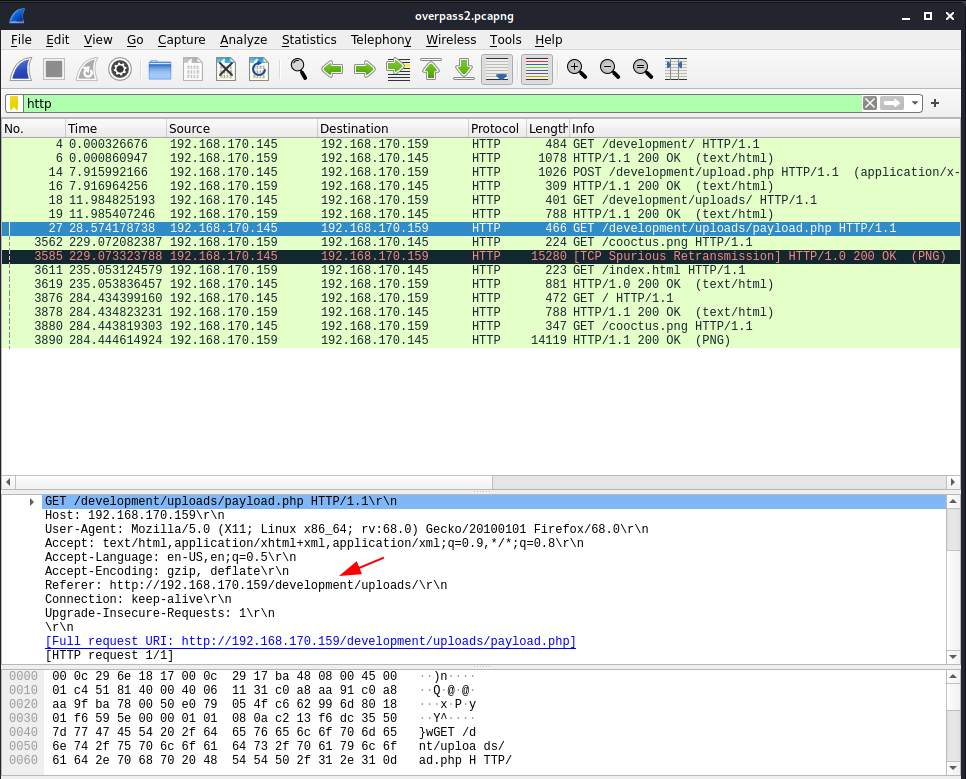 overpass2.pcapng
File Edit View Go Capture Analyze Statistics Telephony Wireless Tools Help
http
No. Time Source Destination Protocol Length Info
4 0.000326676 192.168.170.145 192.168.170.159 HTTP 484 GET /development/ HTTP/1.1
6 0.000860947 192.168.170.159 192.168.170.145 HTTP 1078 HTTP/1.1 200 OK  (text/html)
14 7.915992166 192.168.170.145 192.168.170.159 HTTP 1026 POST /development/upload.php HTTP/1.1  (application/x-
16 7.916964256 192.168.170.159 192.168.170.145 HTTP 309 HTTP/1.1 200 OK  (text/html)
18 11.984825193 192.168.170.145 192.168.170.159 HTTP 401 GET /development/uploads/ HTTP/1.1
19 11.985407246 192.168.170.159 192.168.170.145 HTTP 788 HTTP/1.1 200 OK  (text/html)
27 28.574178738 192.168.170.145 192.168.170.159 HTTP 466 GET /development/uploads/payload.php HTTP/1.1
3562 229.072082387 192.168.170.159 192.168.170.145 HTTP 224 GET /cooctus.png HTTP/1.1
3585 229.073323788 192.168.170.145 192.168.170.159 HTTP 15280 [TCP Spurious Retransmission] HTTP/1.0 200 OK  (PNG)
3611 235.053124579 192.168.170.159 192.168.170.145 HTTP 223 GET /index.html HTTP/1.1
3619 235.053836457 192.168.170.145 192.168.170.159 HTTP 881 HTTP/1.0 200 OK  (text/html)
3876 284.434399160 192.168.170.145 192.168.170.159 HTTP 472 GET / HTTP/1.1
3878 284.434823231 192.168.170.159 192.168.170.145 HTTP 788 HTTP/1.1 200 OK  (text/html)
3880 284.443819303 192.168.170.145 192.168.170.159 HTTP 347 GET /cooctus.png HTTP/1.1
3890 284.444614924 192.168.170.159 192.168.170.145 HTTP 14119 HTTP/1.1 200 OK  (PNG)
GET /development/uploads/payload.php HTTP/1.1\r\n
Host: 192.168.170.159\r\n
User-Agent: Mozilla/5.0 (X11; Linux x86_64; rv:68.0) Gecko/20100101 Firefox/68.0\r\n
Accept: text/html,application/xhtml+xml,application/xml;q=0.9,*/*;q=0.8\r\n
Accept-Language: en-US,en;q=0.5\r\n
Accept-Encoding: gzip, deflate\r\n
Referer: http://192.168.170.159/development/uploads/\r\n
Connection: keep-alive\r\n
Upgrade-Insecure-Requests: 1\r\n
\r\n
[Full request URI: http://192.168.170.159/development/uploads/payload.php]
[HTTP request 1/1]
0000 00 0c 29 6e 18 17 00 0c 29 17 ba 48 08 00 45 00 ··)n····
0010 01 c4 51 81 40 00 40 06 11 31 c0 a8 aa 91 c0 a8 ··Q·@·@·
0020 aa 9f ba 78 00 50 e0 79 05 4f c6 62 99 6d 80 18 ···x·P·y
0030 01 f6 59 5e 00 00 01 01 08 0a c2 13 f6 dc 35 50 ··Y^····
0040 7d 77 47 45 54 20 2f 64 65 76 65 6c 6f 70 6d 65 }wGET /d
0050 6e 74 2f 75 70 6c 6f 61 64 73 2f 70 61 79 6c 6f nt/uploa ds/
0060 61 64 2e 70 68 70 20 48 54 54 50 2f 31 2e 31 0d ad.php H TTP/